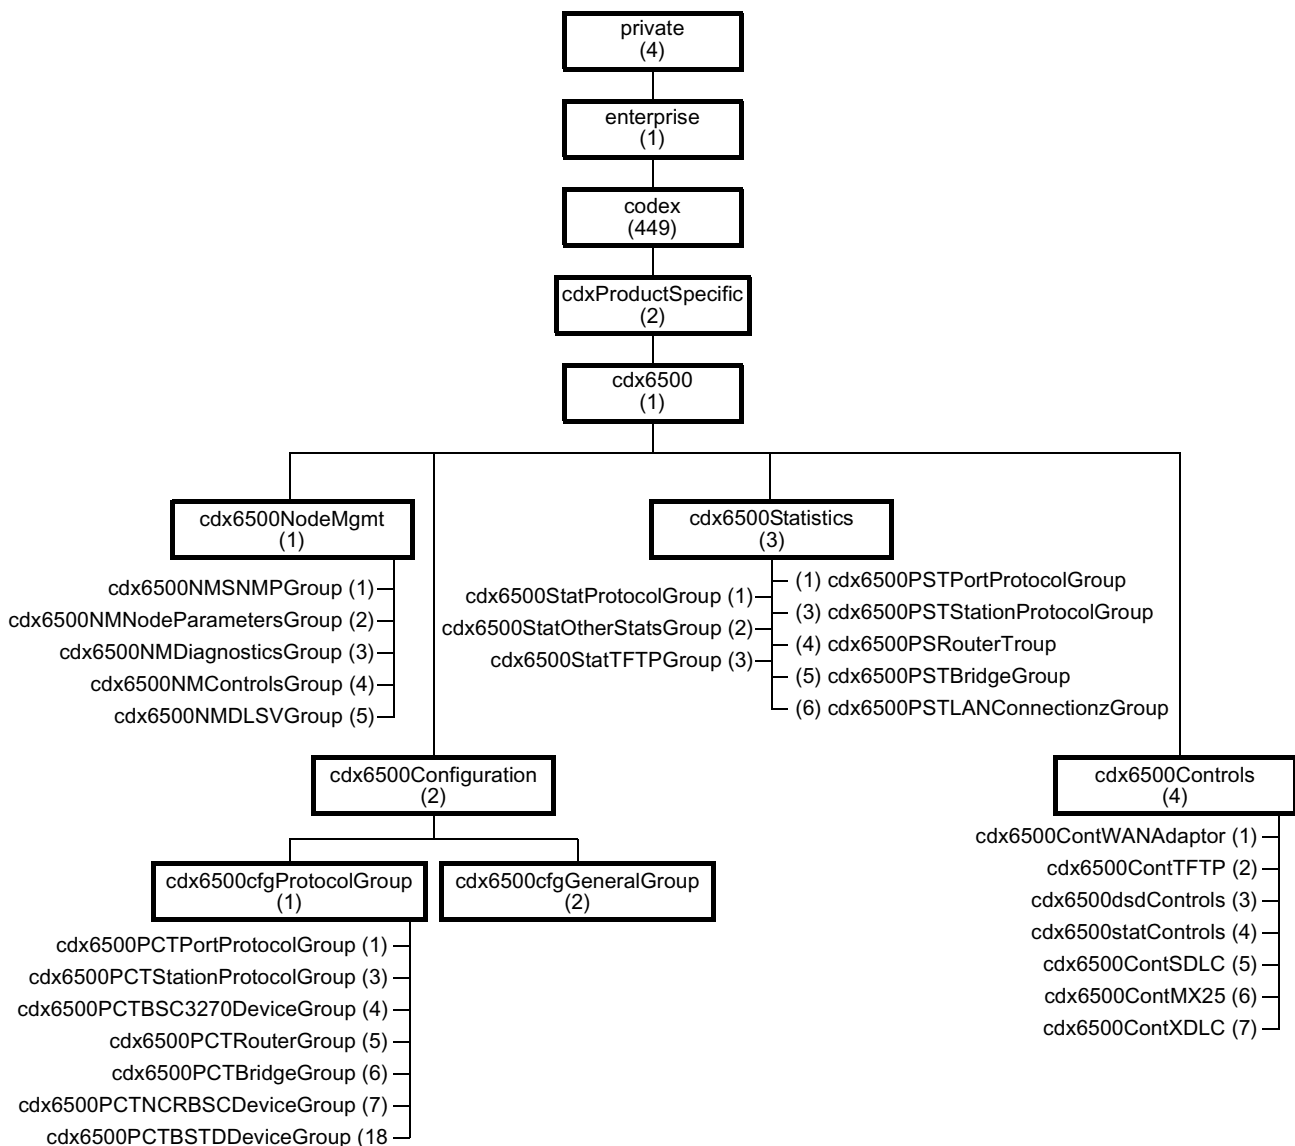 private
(4)
enterprise
(1)
codex
(449)
cdxProductSpecific
(2)
cdx6500
(1)
cdx6500NodeMgmt
(1)
cdx6500NMSNMPGroup (1)
cdx6500NMNodeParametersGroup (2)
cdx6500NMDiagnosticsGroup (3)
cdx6500NMControlsGroup (4)
cdx6500NMDLSVGroup (5)
cdx6500Statistics
(3)
cdx6500StatProtocolGroup (1)
cdx6500StatOtherStatsGroup (2)
cdx6500StatTFTPGroup (3)
(1) cdx6500PSTPortProtocolGroup
(3) cdx6500PSTStationProtocolGroup
(4) cdx6500PSRouterTroup
(5) cdx6500PSTBridgeGroup
(6) cdx6500PSTLANConnectionzGroup
cdx6500Configuration
(2)
cdx6500cfgProtocolGroup
(1)
cdx6500cfgGeneralGroup
(2)
cdx6500PCTPortProtocolGroup (1)
cdx6500PCTStationProtocolGroup (3)
cdx6500PCTBSC3270DeviceGroup (4)
cdx6500PCTRouterGroup (5)
cdx6500PCTBridgeGroup (6)
cdx6500PCTNCRBSCDeviceGroup (7)
cdx6500PCTBSTDDeviceGroup (18
cdx6500Controls
(4)
cdx6500ContWANAdaptor (1)
cdx6500ContTFTP (2)
cdx6500dsdControls (3)
cdx6500statControls (4)
cdx6500ContSDLC (5)
cdx6500ContMX25 (6)
cdx6500ContXDLC (7)